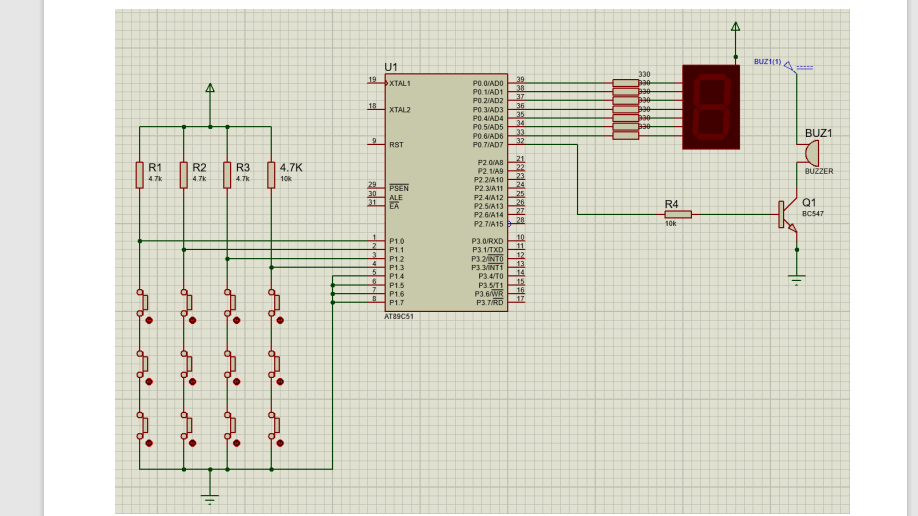 BUZ1(1)
U1
19 XTAL1
18 XTAL2
9 RST
29 PSEN
30 ALE
31 EA
1 P1.0
2 P1.1
3 P1.2
4 P1.3
5 P1.4
6 P1.5
7 P1.6
8 P1.7
P0.0/AD0 39
P0.1/AD1 38
P0.2/AD2 37
P0.3/AD3 36
P0.4/AD4 35
P0.5/AD5 34
P0.6/AD6 33
P0.7/AD7 32
P2.0/A8 21
P2.1/A9 22
P2.2/A10 23
P2.3/A11 24
P2.4/A12 25
P2.5/A13 26
P2.6/A14 27
P2.7/A15 28
P3.0/RXD 10
P3.1/TXD 11
P3.2/INT0 12
P3.3/INT1 13
P3.4/T0 14
P3.5/T1 15
P3.6/WR 16
P3.7/RD 17
AT89C51
330
330
330
330
330
330
330
BUZ1
BUZZER
R1
4.7k
R2
4.7k
R3
4.7k
4.7K
10k
R4
10k
Q1
BC547